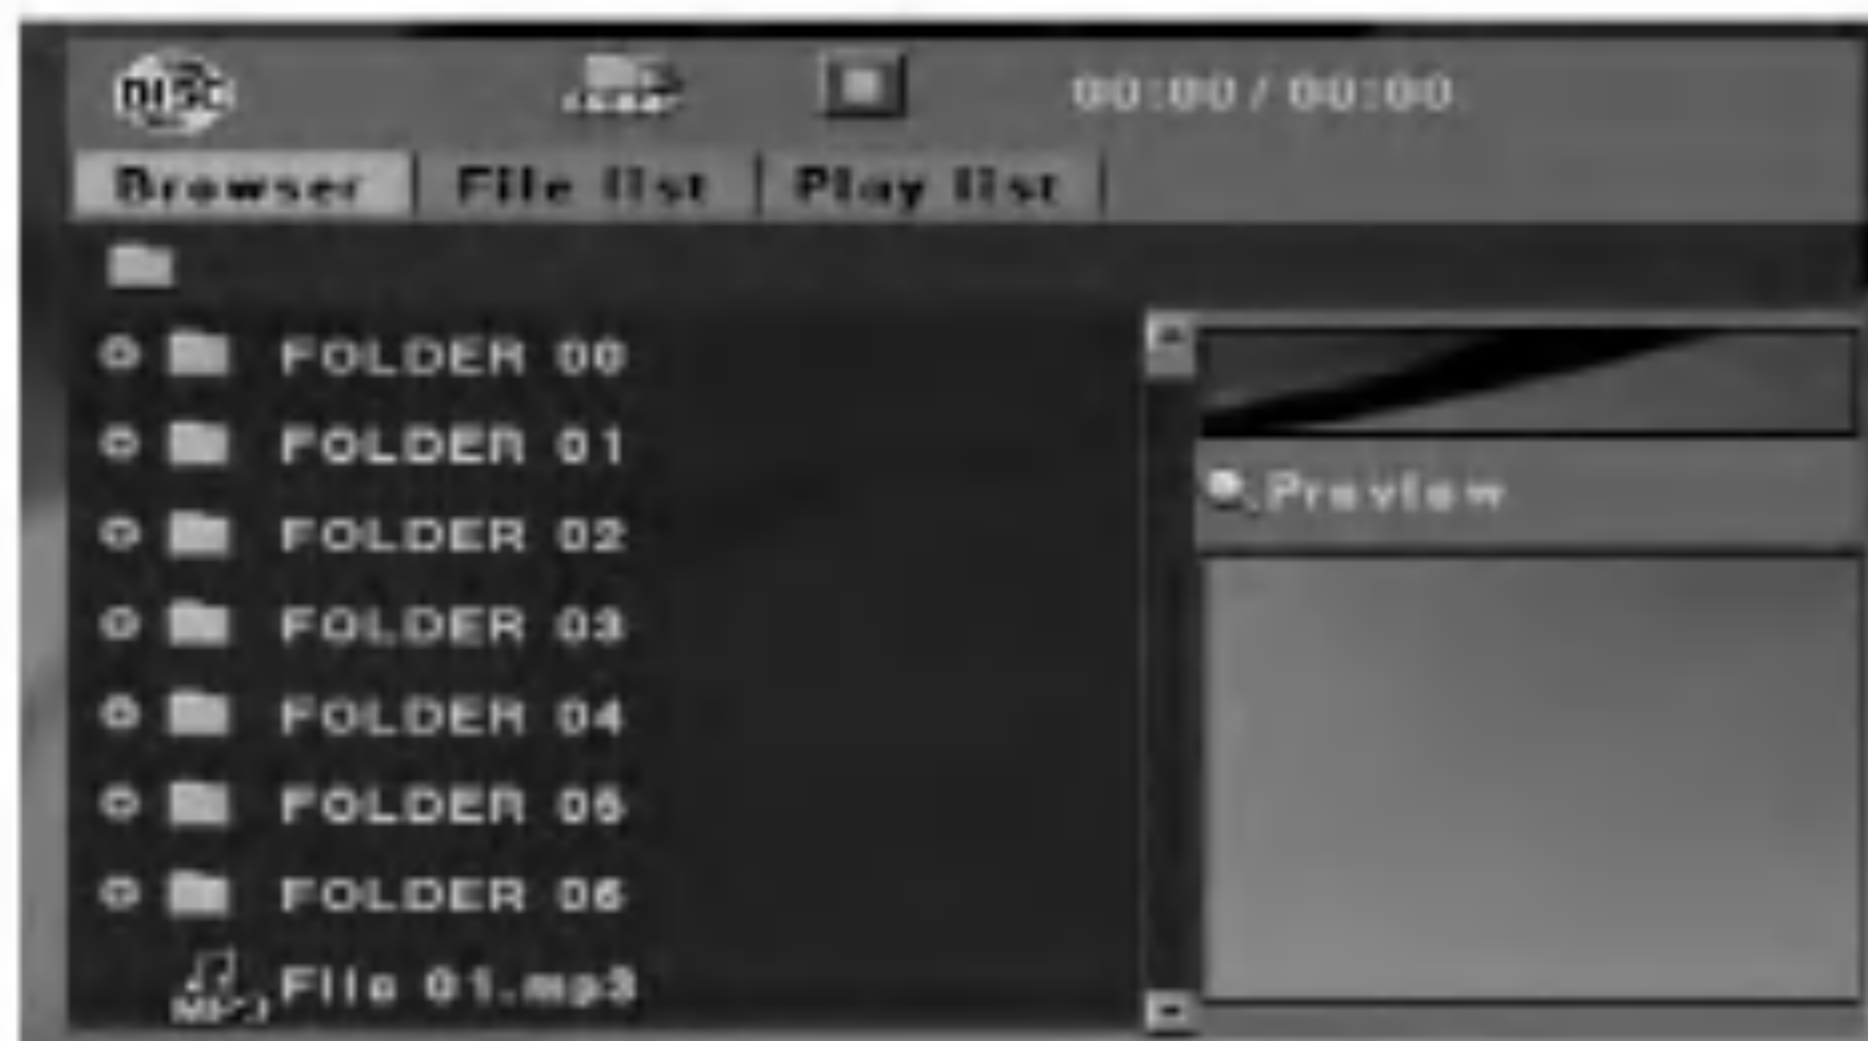 DISC 00:00 / 00:00
Browser File list Play list
FOLDER 00
FOLDER 01
FOLDER 02
FOLDER 03
FOLDER 04
FOLDER 05
FOLDER 06
MP3 File 01.mp3
Preview